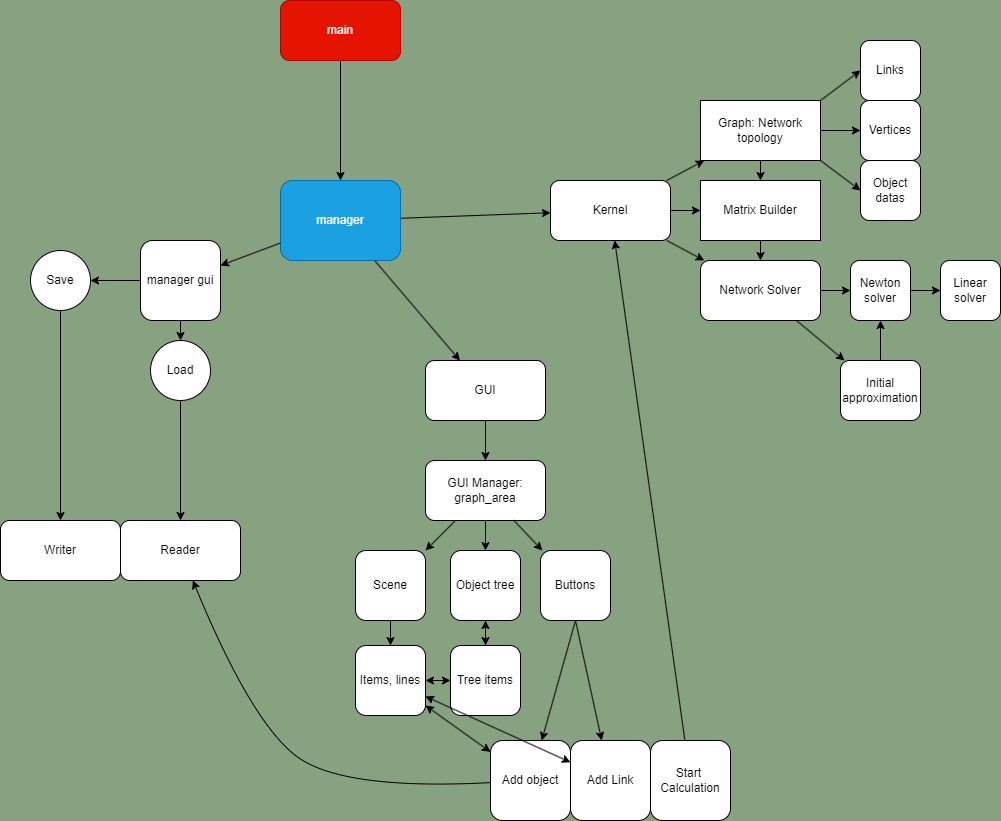 main
Links
Graph: Network
topology
Vertices
Object
datas
manager
Kernel
Matrix Builder
Save
manager gui
Network Solver
Newton
solver
Linear
solver
Load
GUI
Initial
approximation
GUI Manager:
graph_area
Writer
Reader
Scene
Object tree
Buttons
Items, lines
Tree items
Add object
Add Link
Start
Calculation